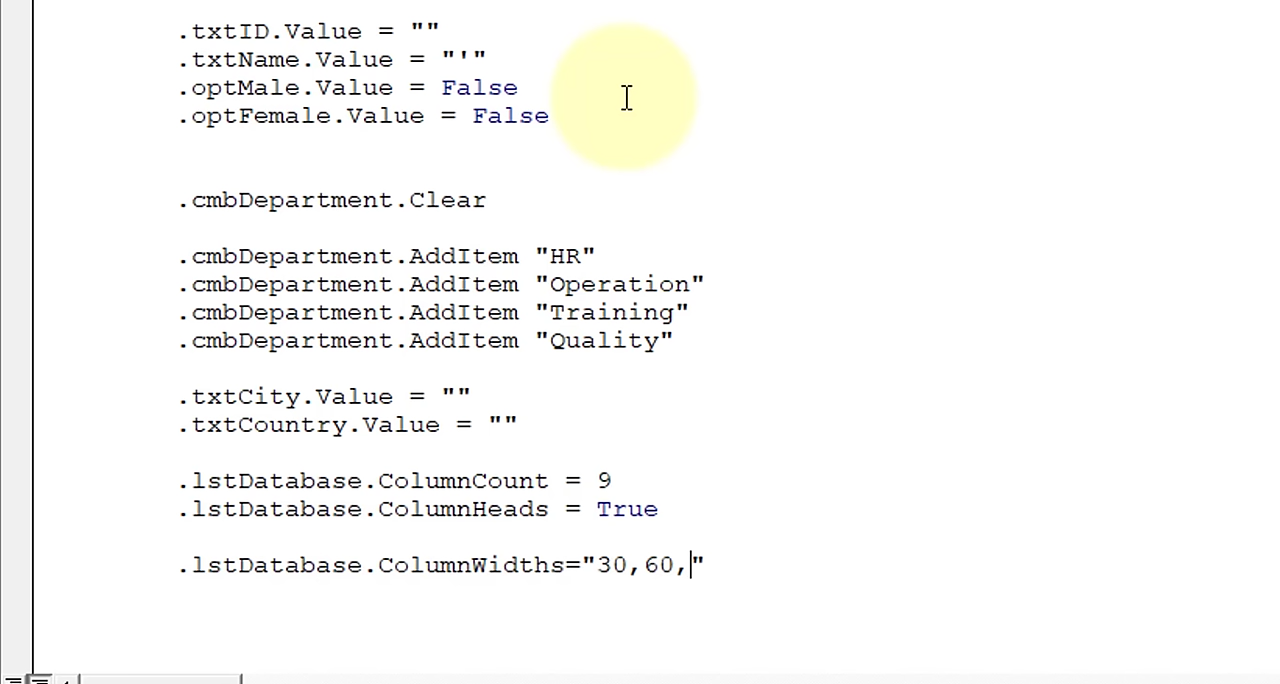 .txtID.Value = ""
.txtName.Value = "'"
.optMale.Value = False
.optFemale.Value = False
.cmbDepartment.Clear
.cmbDepartment.AddItem "HR"
.cmbDepartment.AddItem "Operation"
.cmbDepartment.AddItem "Training"
.cmbDepartment.AddItem "Quality"
.txtCity.Value = ""
.txtCountry.Value = ""
.lstDatabase.ColumnCount = 9
.lstDatabase.ColumnHeads = True
.lstDatabase.ColumnWidths="30,60,"